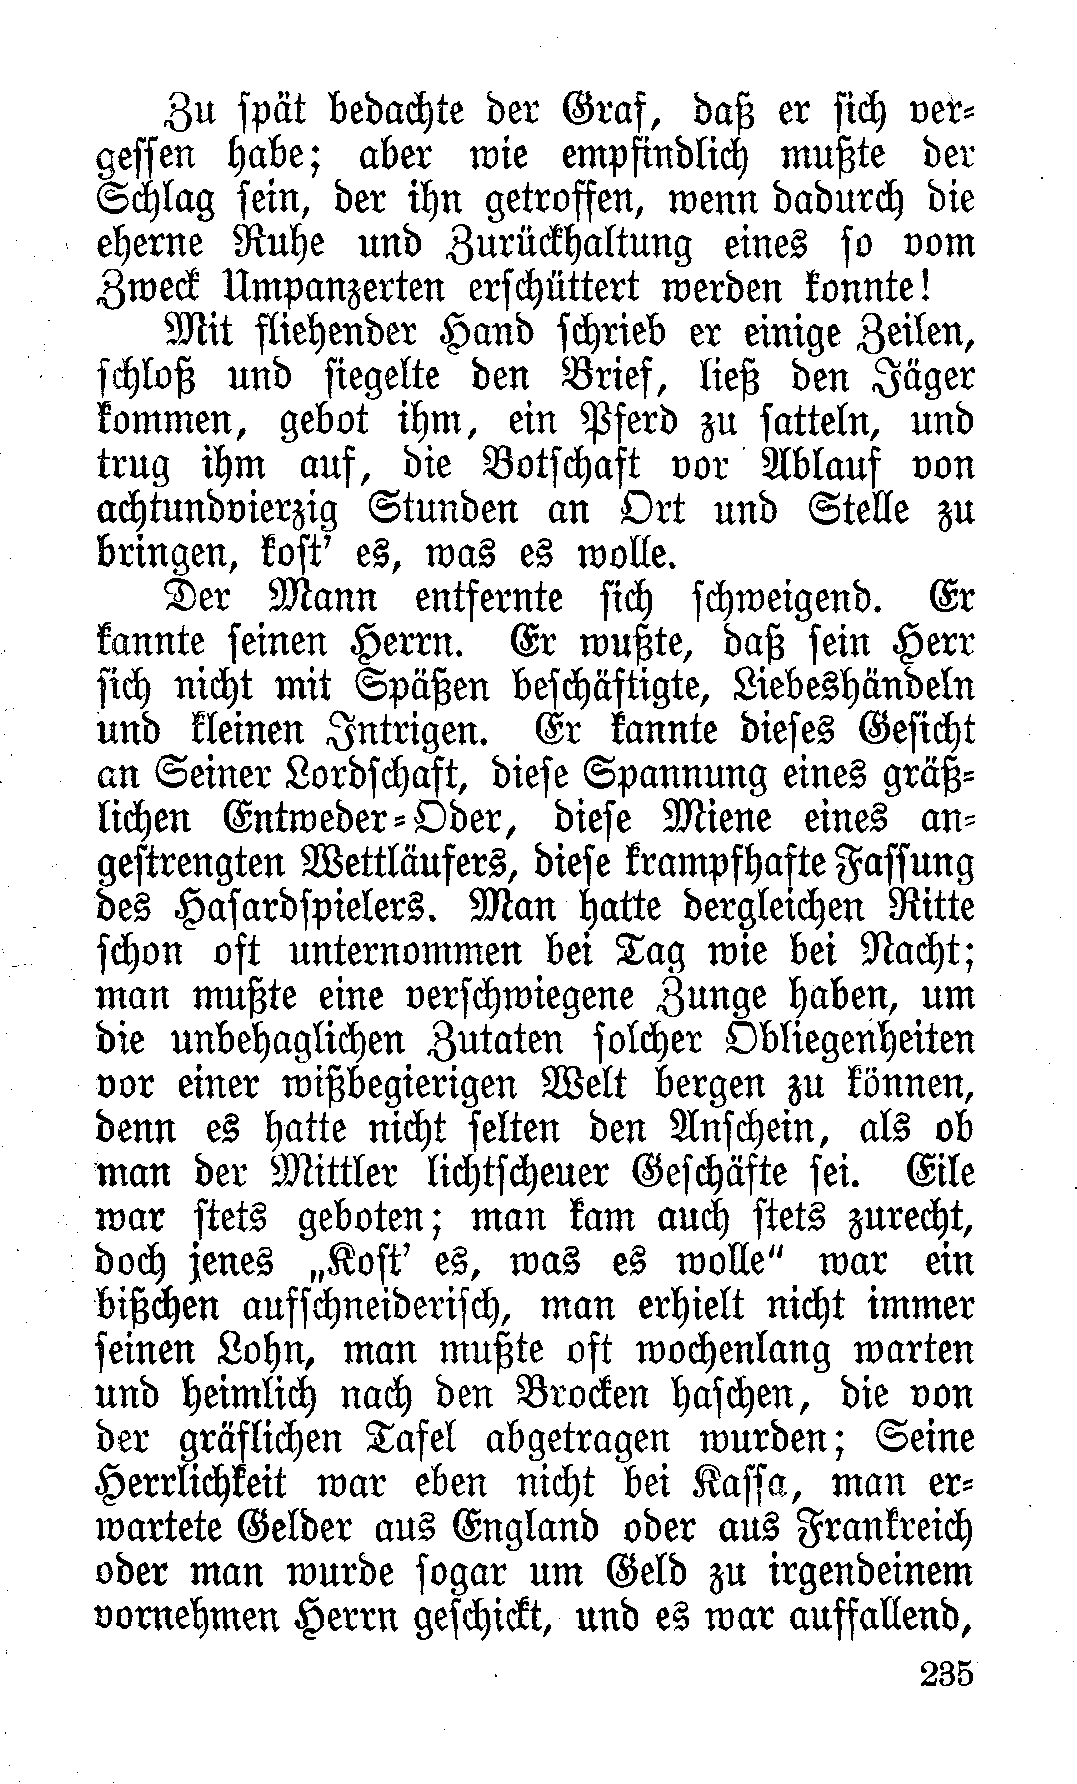 Zu spät bedachte der Graf, daß er sich ver-
gessen habe; aber wie empfindlich mußte der
Schlag sein, der ihn getroffen, wenn dadurch die
eherne Ruhe und Zurückhaltung eines so vom
Zweck Umpanzerten erschüttert werden konnte!
Mit fliehender Hand schrieb er einige Zeilen,
schloß und siegelte den Brief, ließ den Jäger
kommen, gebot ihm, ein Pferd zu satteln, und
trug ihm auf, die Botschaft vor Ablauf von
achtundvierzig Stunden an Ort und Stelle zu
bringen, kost' es, was es wolle.
Der Mann entfernte sich schweigend. Er
kannte seinen Herrn. Er wußte, daß sein Herr
sich nicht mit Späßen beschäftigte, Liebeshändeln
und kleinen Intrigen. Er kannte dieses Gesicht
an Seiner Lordschaft, diese Spannung eines gräß-
lichen Entweder-Oder, diese Miene eines an-
gestrengten Wettläufers, diese krampfhafte Fassung
des Hasardspielers. Man hatte dergleichen Ritte
schon oft unternommen bei Tag wie bei Nacht;
man mußte eine verschwiegene Zunge haben, um
die unbehaglichen Zutaten solcher Obliegenheiten
vor einer wißbegierigen Welt bergen zu können,
denn es hatte nicht selten den Anschein, als ob
man der Mittler lichtscheuer Geschäfte sei. Eile
war stets geboten; man kam auch stets zurecht,
doch jenes „Kost' es, was es wolle“ war ein
bißchen aufschneiderisch, man erhielt nicht immer
seinen Lohn, man mußte oft wochenlang warten
und heimlich nach den Brocken haschen, die von
der gräflichen Tafel abgetragen wurden; Seine
Herrlichkeit war eben nicht bei Kassa, man er-
wartete Gelder aus England oder aus Frankreich
oder man wurde sogar um Geld zu irgendeinem
vornehmen Herrn geschickt, und es war auffallend,
235